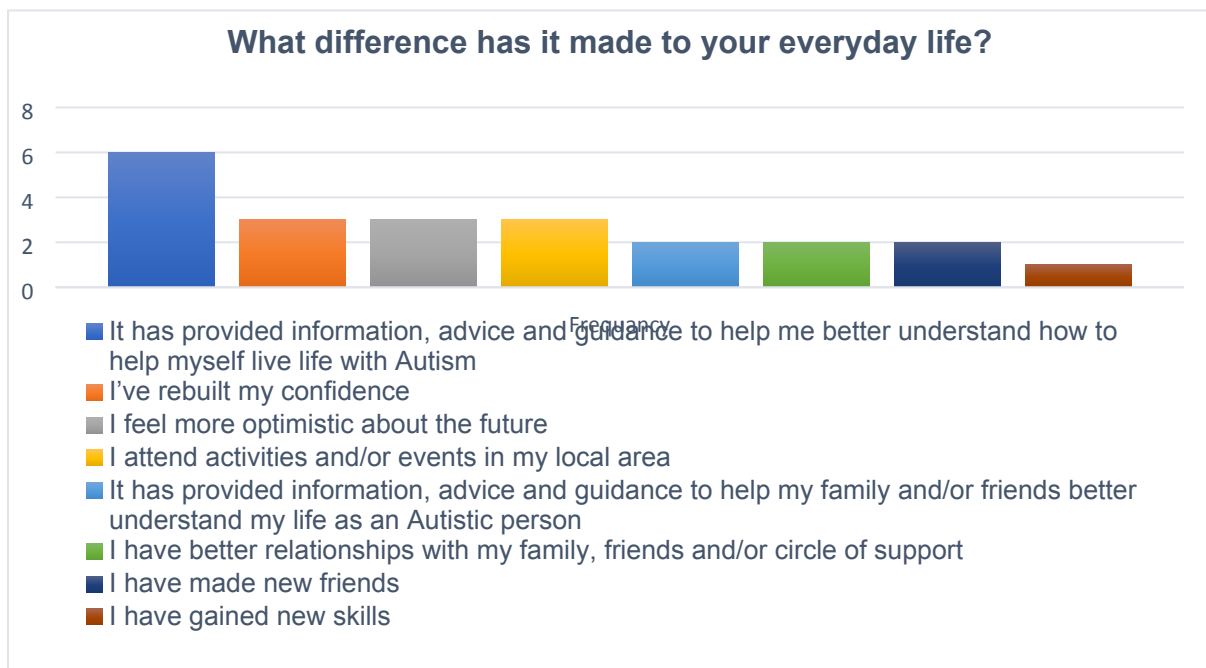 What difference has it made to your everyday life?
8
6
4
2
0
Frequancy
It has provided information, advice and guidance to help me better understand how to
help myself live life with Autism
I’ve rebuilt my confidence
I feel more optimistic about the future
I attend activities and/or events in my local area
It has provided information, advice and guidance to help my family and/or friends better
understand my life as an Autistic person
I have better relationships with my family, friends and/or circle of support
I have made new friends
I have gained new skills